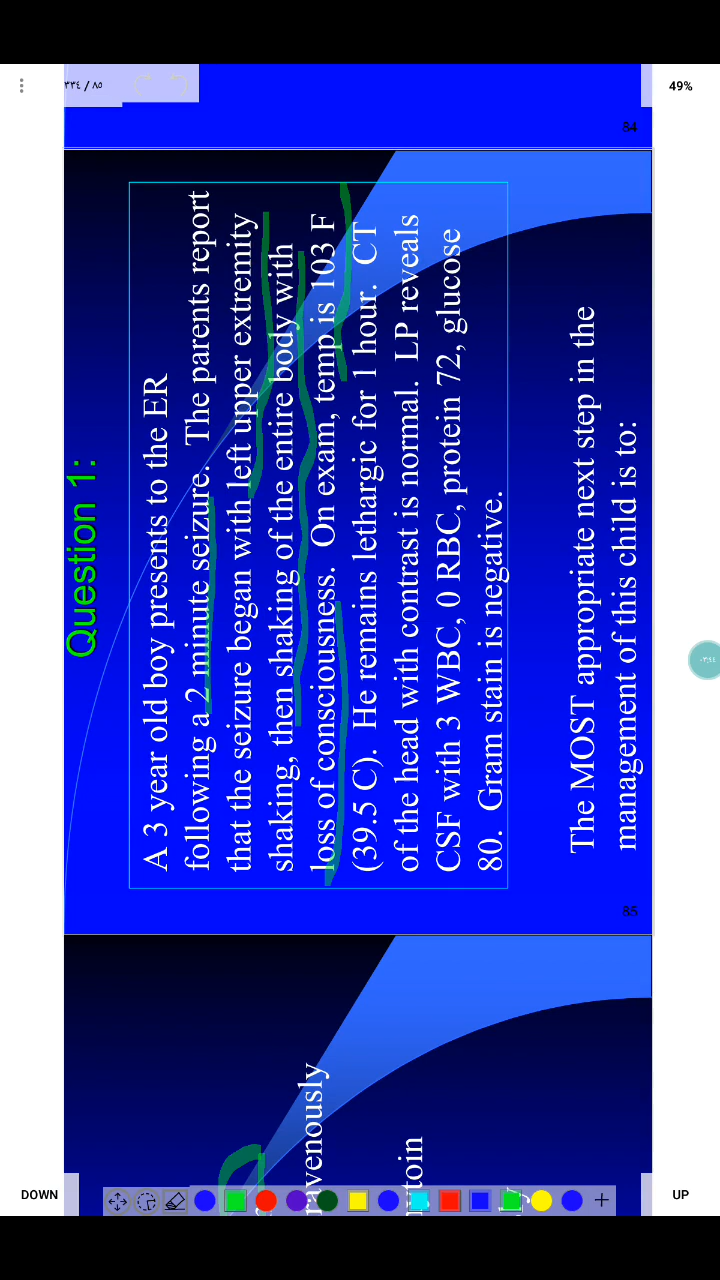 ٣٣٤ / ٨٥
49%
84
Question 1:
A 3 year old boy presents to the ER
following a 2 minute seizure. The parents report
that the seizure began with left upper extremity
shaking, then shaking of the entire body with
loss of consciousness. On exam, temp is 103 F
(39.5 C). He remains lethargic for 1 hour. CT
of the head with contrast is normal. LP reveals
CSF with 3 WBC, 0 RBC, protein 72, glucose
80. Gram stain is negative.
The MOST appropriate next step in the
management of this child is to:
85
DOWN
UP